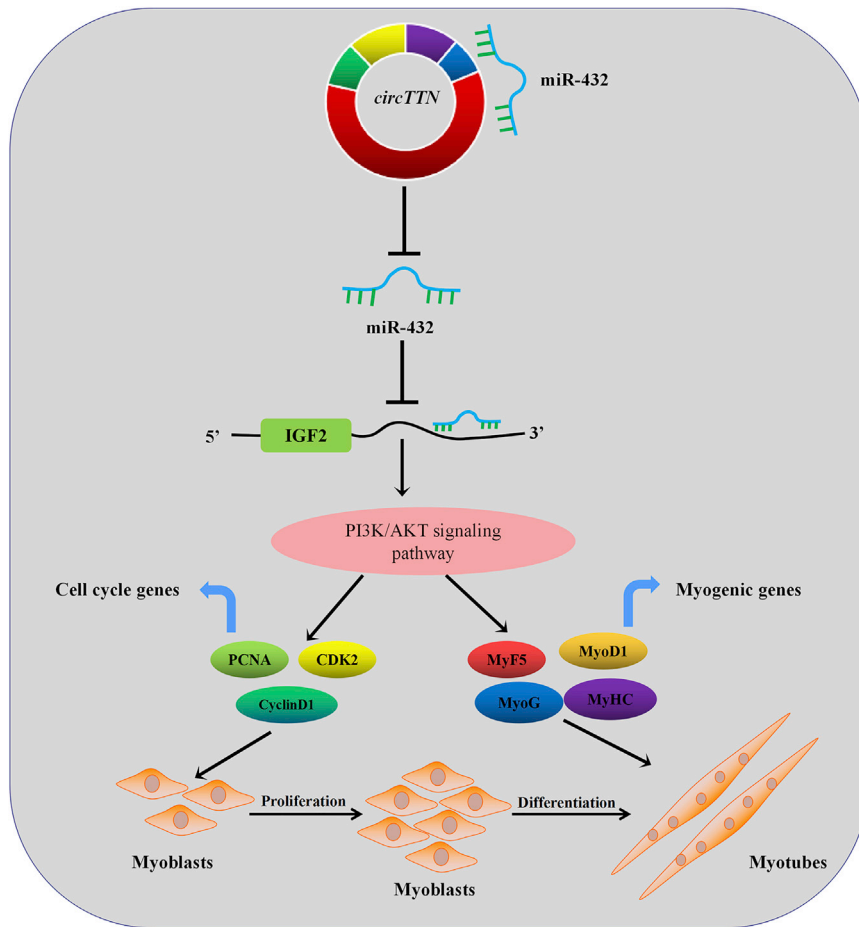 circTTN
miR-432
miR-432
5’
IGF2
3’
PI3K/AKT signaling
pathway
Cell cycle genes
Myogenic genes
PCNA
CDK2
MyF5
MyoD1
CyclinD1
MyoG
MyHC
Proliferation
Differentiation
Myoblasts
Myoblasts
Myotubes